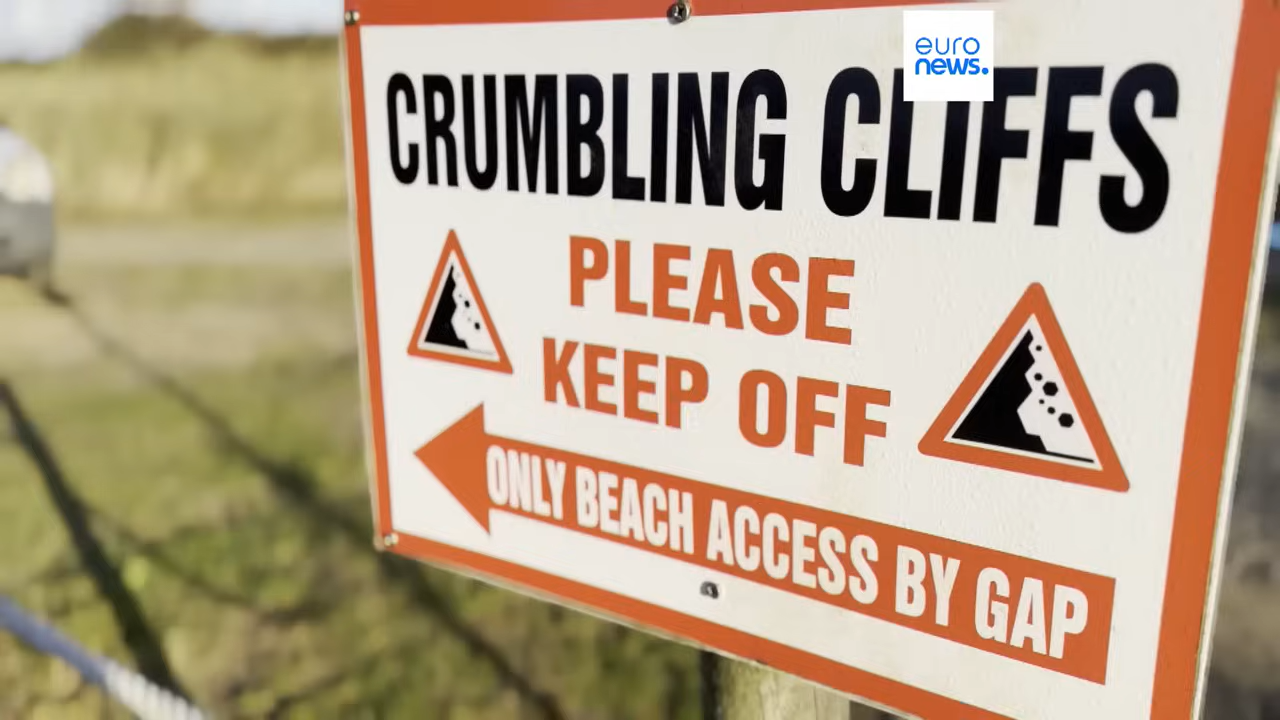 euro
news.
CRUMBLING CLIFFS
PLEASE
KEEP OFF
ONLY BEACH ACCESS BY GAP